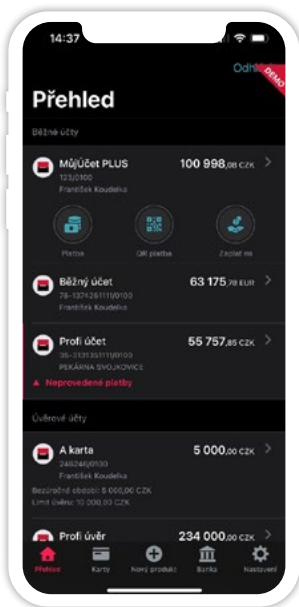 14:37
Odhl
DEMO
Přehled
Běžné účty
MůjÚčet PLUS 100 998,08 CZK
123/0100
František Koudelka
Platba QR platba Zaplať mi
Běžný účet 63 175,78 EUR
78-1374261111/0100
František Koudelka
Profi účet 55 757,85 CZK
35-3131351111/0100
PEKÁRNA SVOJKOVICE
Neprovedené platby
Úvěrové účty
A karta 5 000,00 CZK
246246/0100
František Koudelka
Bezúročné období: 5 000,00 CZK
Limit úvěru: 10 000,00 CZK
Profi úvěr 234 000,00 CZK
Přehled Karty Nový produkt Banka Nastavení